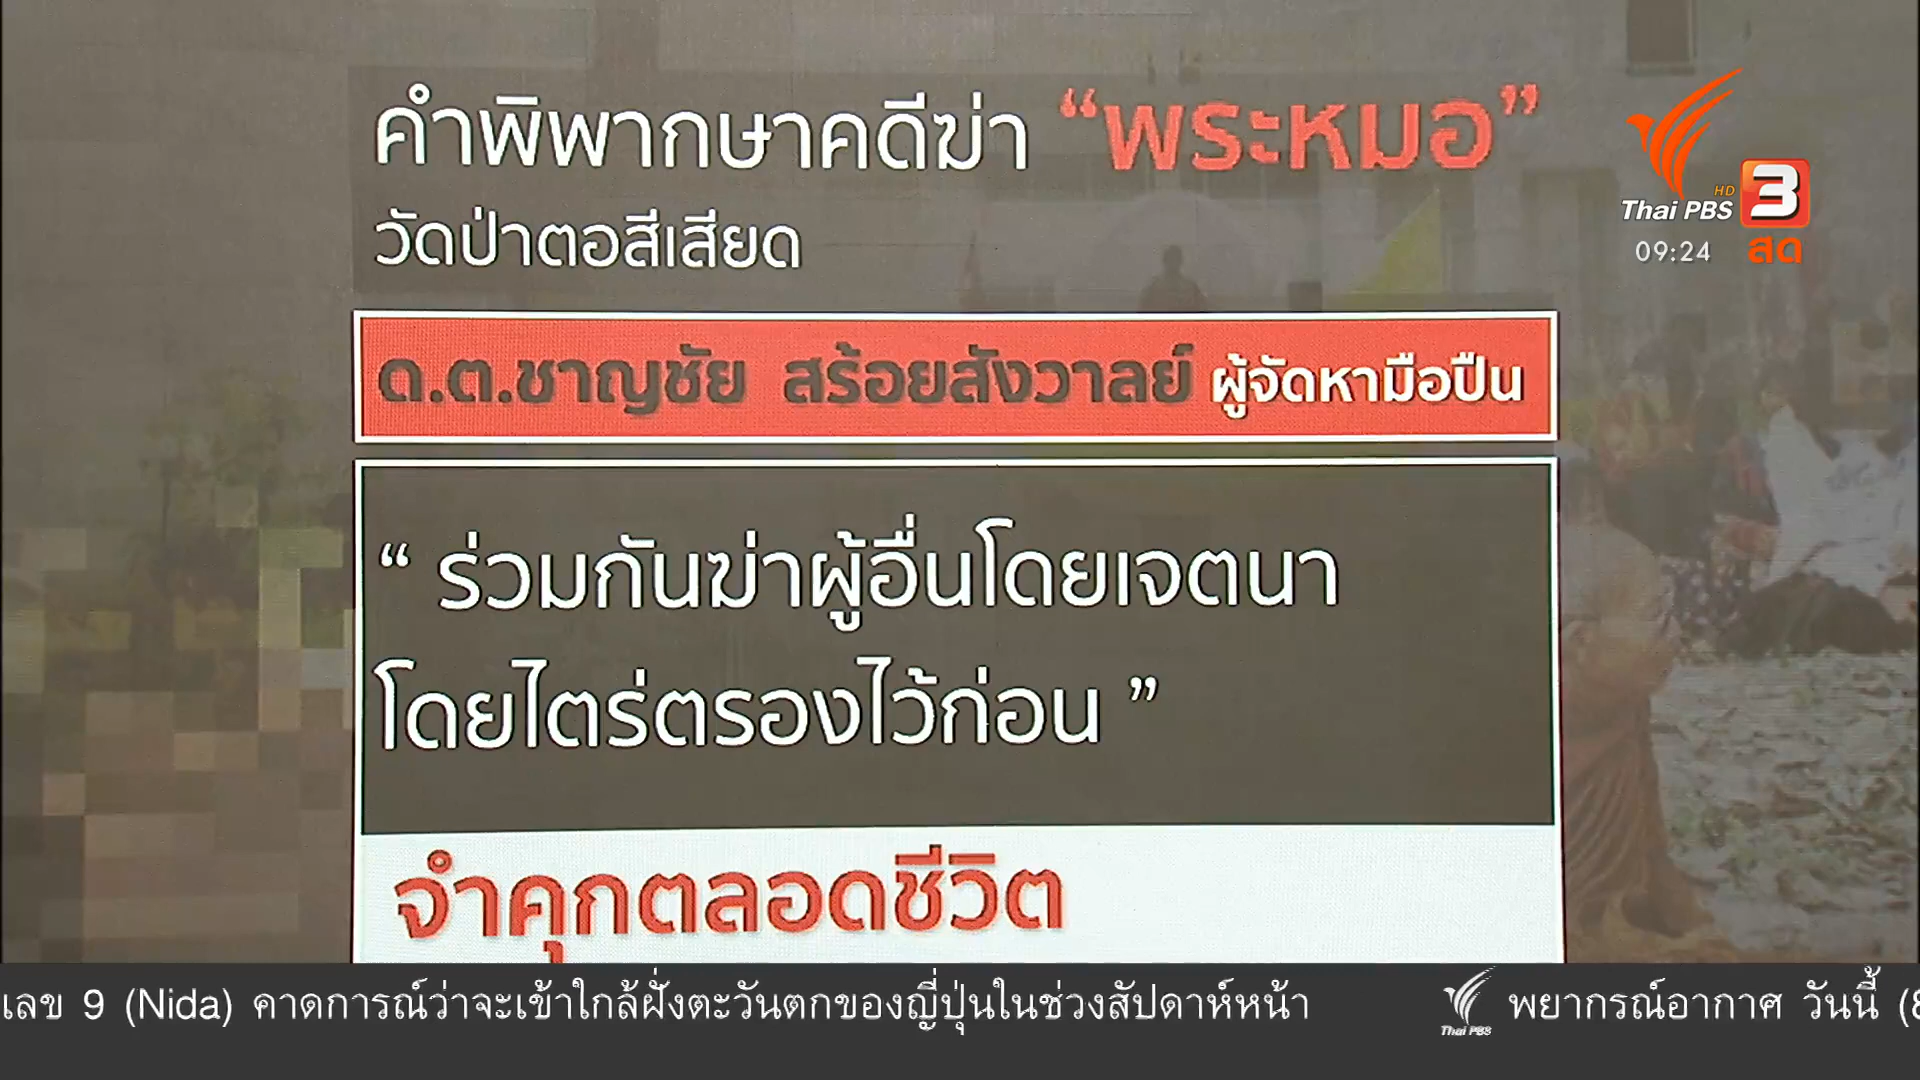 คำพิพากษาคดีฆ่า “พระหมอ”
วัดป่าตอสีเสียด
HD
Thai PBS 3
09:24 สด
ด.ต.ชาญชัย สร้อยสังวาลย์ ผู้จัดหามือปืน
“ ร่วมกันฆ่าผู้อื่นโดยเจตนา
โดยไตร่ตรองไว้ก่อน ”
จำคุกตลอดชีวิต
เลข 9 (Nida) คาดการณ์ว่าจะเข้าใกล้ฝั่งตะวันตกของญี่ปุ่นในช่วงสัปดาห์หน้า Thai PBS พยากรณ์อากาศ วันนี้ (8